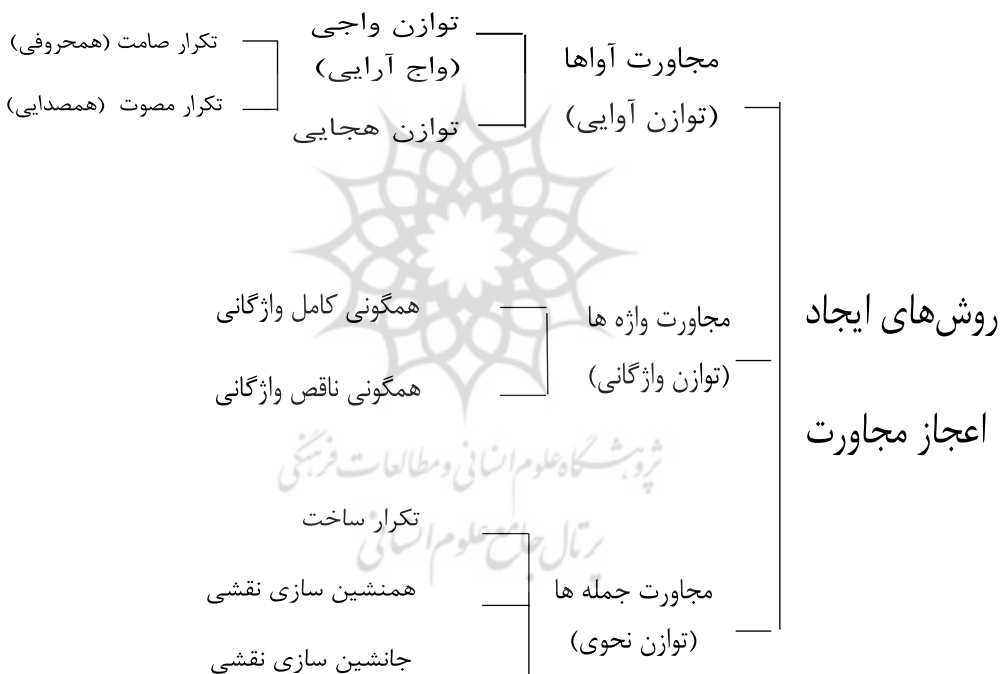 روش‌های ایجاد
اعجاز مجاورت
مجاورت آواها
(توازن آوایی)
توازن واجی
(واج آرایی)
تکرار صامت (همحروفی)
تکرار مصوت (همصدایی)
توازن هجایی
مجاورت واژه ها
(توازن واژگانی)
همگونی کامل واژگانی
همگونی ناقص واژگانی
مجاورت جمله ها
(توازن نحوی)
تکرار ساخت
همنشین سازی نقشی
جانشین سازی نقشی
پژوهشگاه علوم انسانی و مطالعات فرهنگی
پرتال جامع علوم انسانی